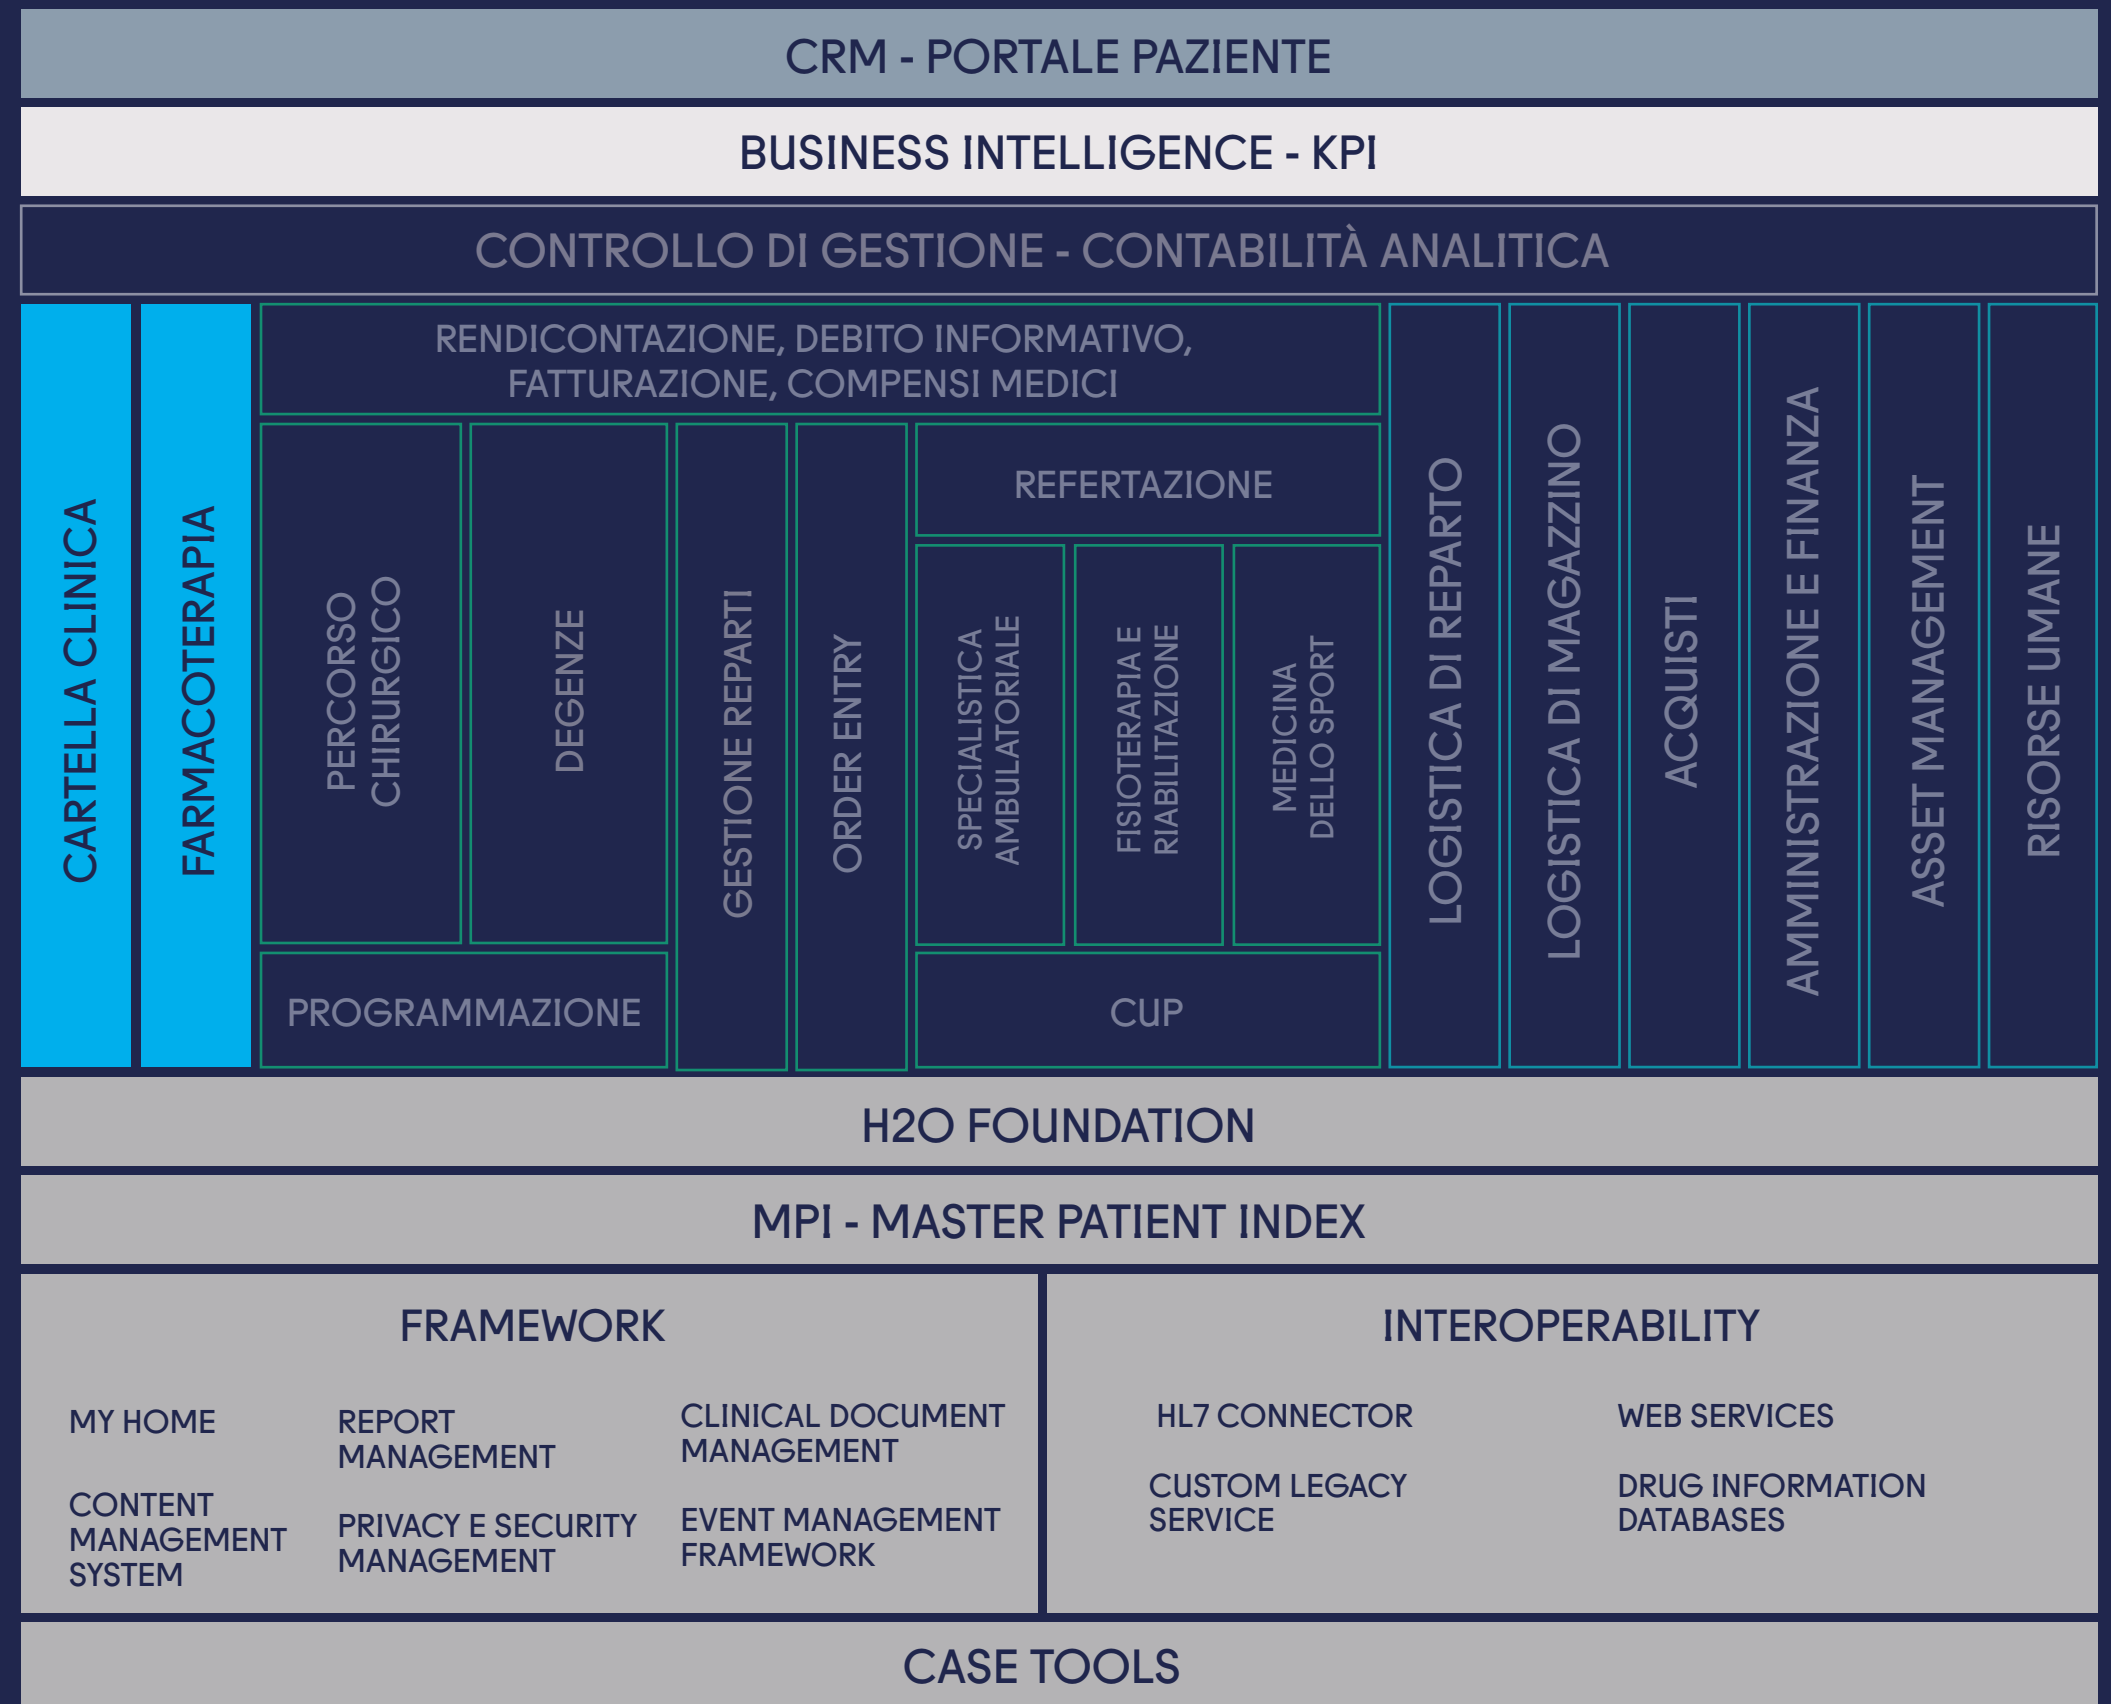 CRM - PORTALE PAZIENTE
BUSINESS INTELLIGENCE - KPI
CONTROLLO DI GESTIONE - CONTABILITÀ ANALITICA
CARTELLA CLINICA
FARMACOTERAPIA
RENDICONTAZIONE, DEBITO INFORMATIVO,
FATTURAZIONE, COMPENSI MEDICI
PERCORSO
CHIRURGICO
DEGENZE
PROGRAMMAZIONE
GESTIONE REPARTI
ORDER ENTRY
REFERTAZIONE
SPECIALISTICA
AMBULATORIALE
FISIOTERAPIA E
RIABILITAZIONE
MEDICINA
DELLO SPORT
CUP
LOGISTICA DI REPARTO
LOGISTICA DI MAGAZZINO
ACQUISTI
AMMINISTRAZIONE E FINANZA
ASSET MANAGEMENT
RISORSE UMANE
H2O FOUNDATION
MPI - MASTER PATIENT INDEX
FRAMEWORK
MY HOME
CONTENT
MANAGEMENT
SYSTEM
REPORT
MANAGEMENT
PRIVACY E SECURITY
MANAGEMENT
CLINICAL DOCUMENT
MANAGEMENT
EVENT MANAGEMENT
FRAMEWORK
INTEROPERABILITY
HL7 CONNECTOR
CUSTOM LEGACY
SERVICE
WEB SERVICES
DRUG INFORMATION
DATABASES
CASE TOOLS